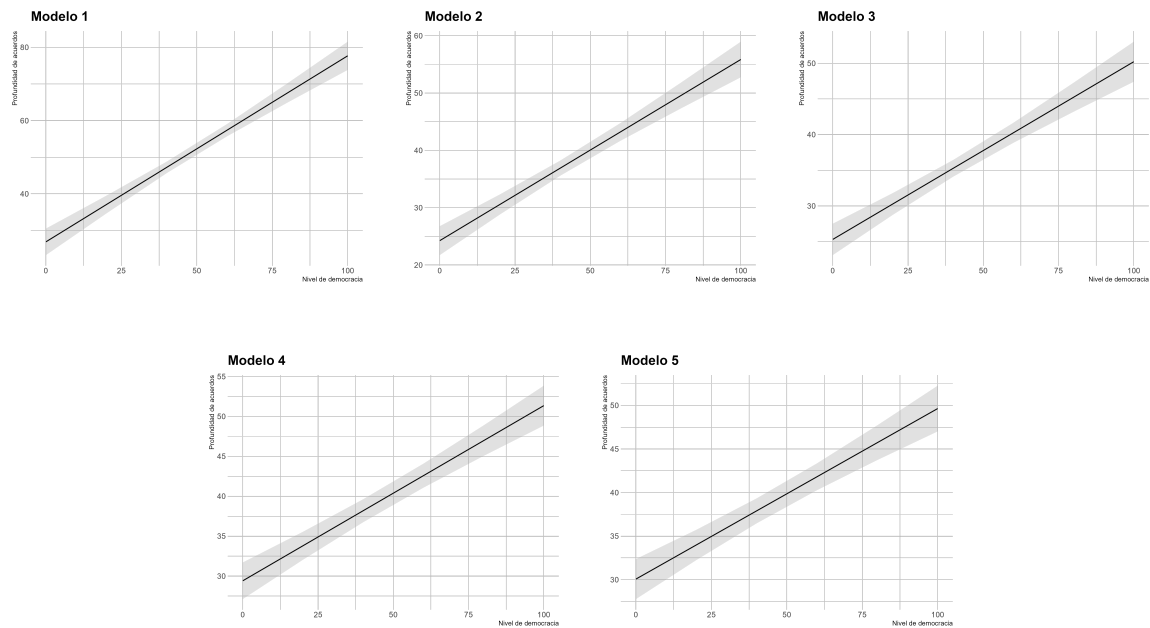 Modelo 1
Profundidad de acuerdos
80
60
40
0 25 50 75 100
Nivel de democracia
Modelo 2
Profundidad de acuerdos
60
50
40
30
20
0 25 50 75 100
Nivel de democracia
Modelo 3
Profundidad de acuerdos
50
40
30
0 25 50 75 100
Nivel de democracia
Modelo 4
Profundidad de acuerdos
55
50
45
40
35
30
0 25 50 75 100
Nivel de democracia
Modelo 5
Profundidad de acuerdos
50
45
40
35
30
0 25 50 75 100
Nivel de democracia